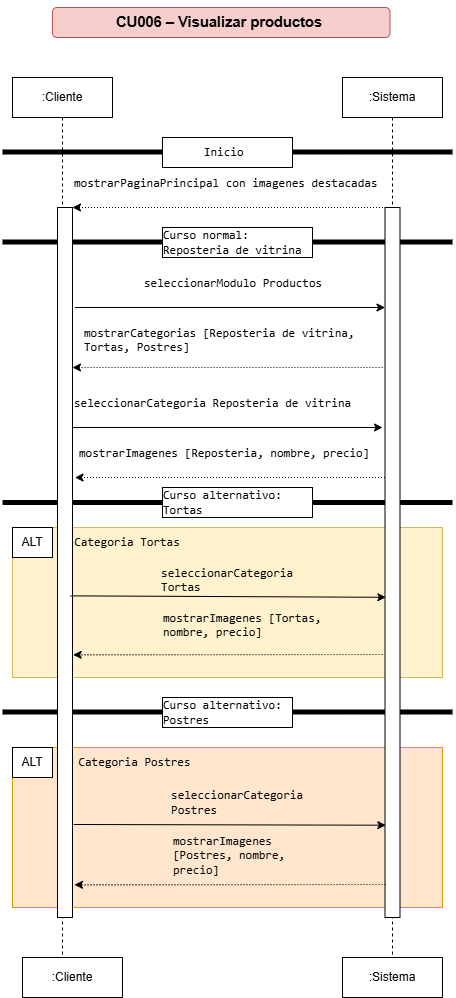 CU006 – Visualizar productos
:Cliente
:Sistema
Inicio
mostrarPaginaPrincipal con imagenes destacadas
Curso normal:
Reposteria de vitrina
seleccionarModulo Productos
mostrarCategorias [Reposteria de vitrina,
Tortas, Postres]
seleccionarCategoria Reposteria de vitrina
mostrarImagenes [Reposteria, nombre, precio]
Curso alternativo:
Tortas
ALT
Categoria Tortas
seleccionarCategoria
Tortas
mostrarImagenes [Tortas,
nombre, precio]
Curso alternativo:
Postres
ALT
Categoria Postres
seleccionarCategoria
Postres
mostrarImagenes
[Postres, nombre,
precio]
:Cliente
:Sistema